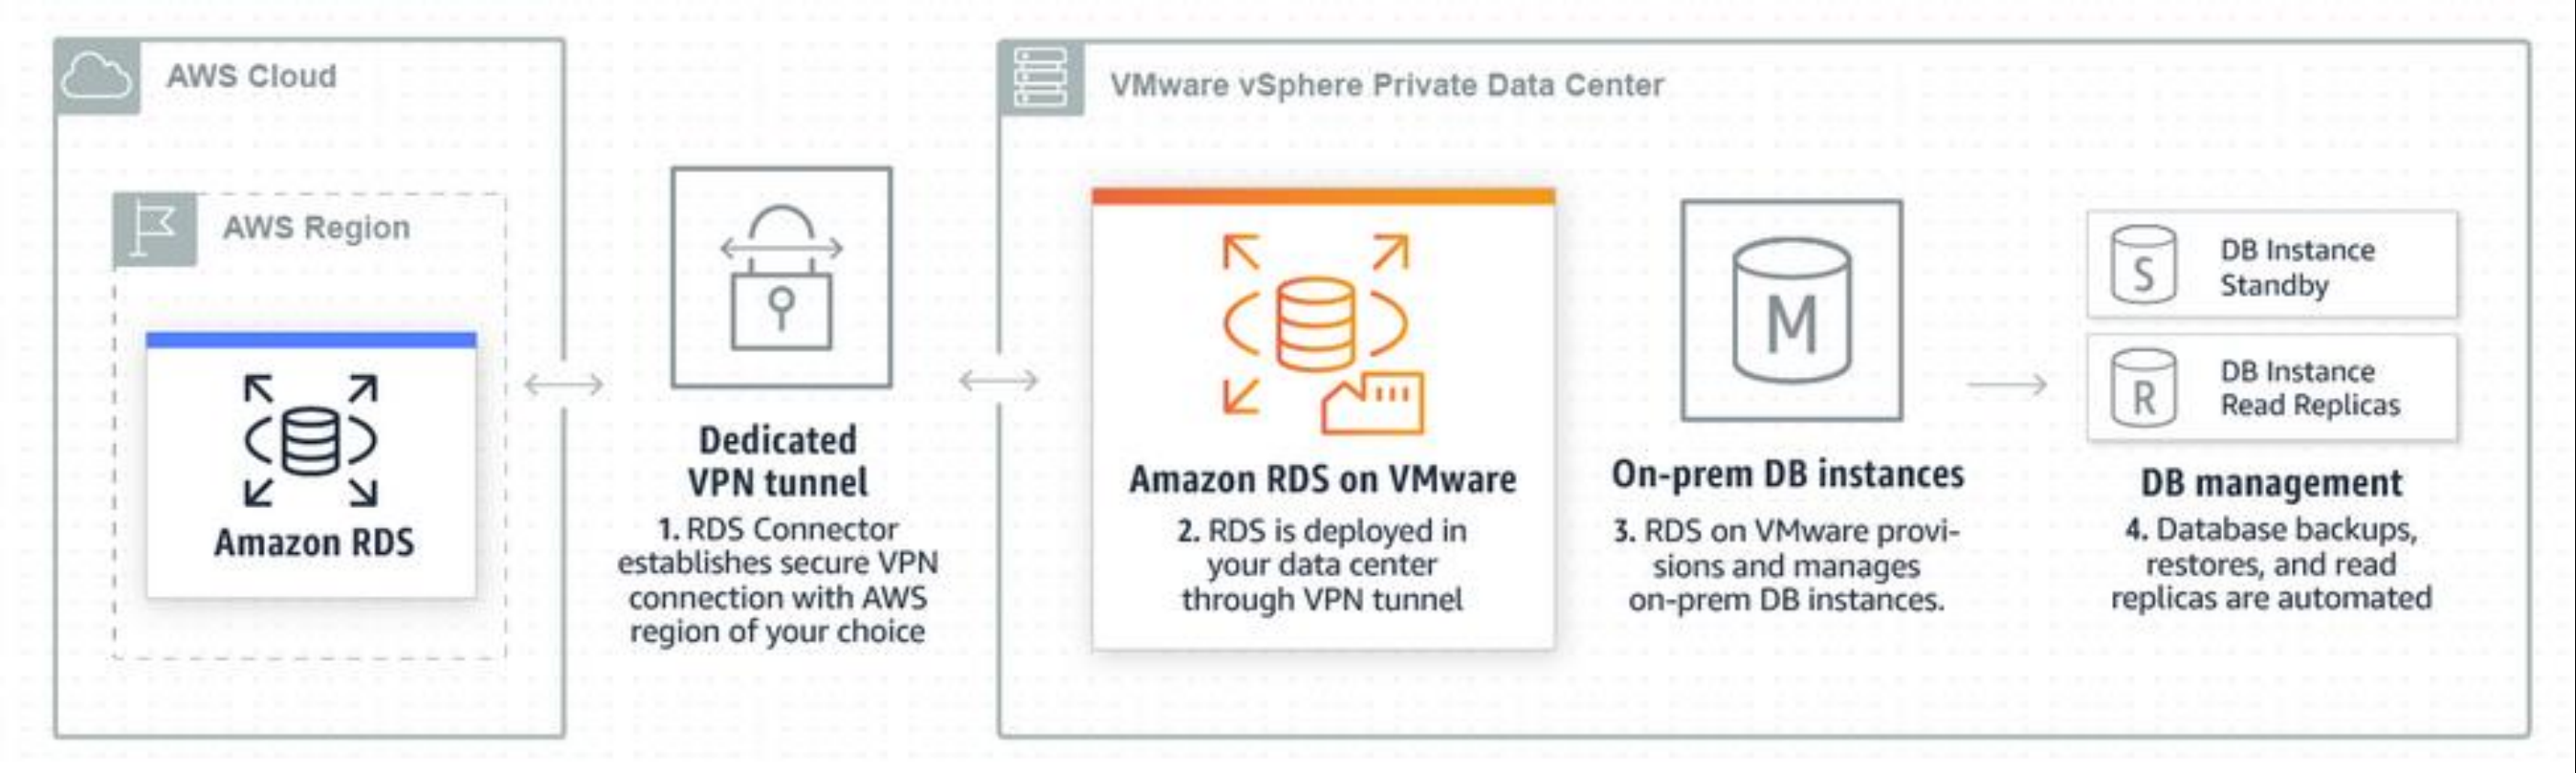 AWS Cloud
AWS Region
Amazon RDS
Dedicated
VPN tunnel
1. RDS Connector
establishes secure VPN
connection with AWS
region of your choice
VMware vSphere Private Data Center
Amazon RDS on VMware
2. RDS is deployed in
your data center
through VPN tunnel
M
On-prem DB instances
3. RDS on VMware provi-
sions and manages
on-prem DB instances.
S
DB Instance
Standby
R
DB Instance
Read Replicas
DB management
4. Database backups,
restores, and read
replicas are automated